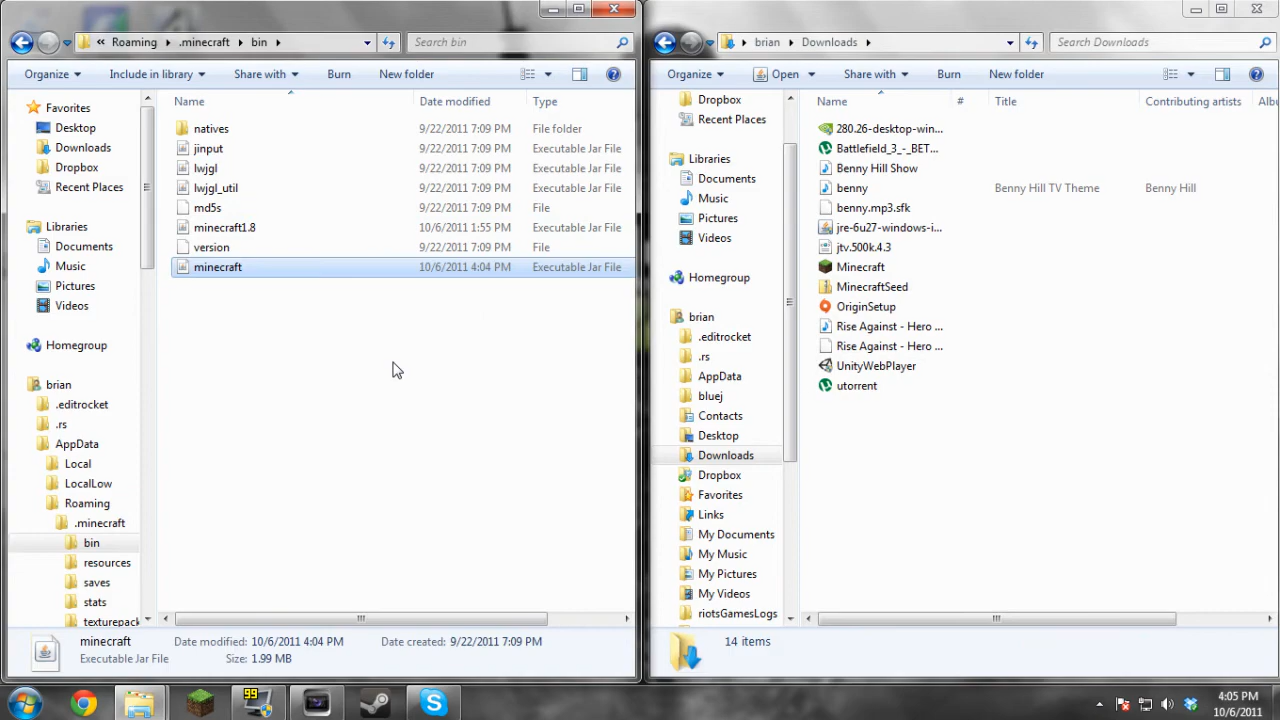 Roaming .minecraft bin
Search bin
Organize
Include in library
Share with
Burn
New folder
Name
Date modified
Type
Favorites
Desktop
Downloads
Dropbox
Recent Places
Libraries
Documents
Music
Pictures
Videos
Homegroup
brian
.editrocket
.rs
AppData
Local
LocalLow
Roaming
.minecraft
bin
resources
saves
stats
texturepack
natives 9/22/2011 7:09 PM File folder
jinput 9/22/2011 7:09 PM Executable Jar File
lwjgl 9/22/2011 7:09 PM Executable Jar File
lwjgl_util 9/22/2011 7:09 PM Executable Jar File
md5s 9/22/2011 7:09 PM File
minecraft1.8 10/6/2011 1:55 PM Executable Jar File
version 9/22/2011 7:09 PM File
minecraft 10/6/2011 4:04 PM Executable Jar File
minecraft Date modified: 10/6/2011 4:04 PM Date created: 9/22/2011 7:09 PM
Executable Jar File Size: 1.99 MB
brian Downloads
Search Downloads
Organize
Open
Share with
Burn
New folder
Name
#
Title
Contributing artists
Albu
Dropbox
Recent Places
Libraries
Documents
Music
Pictures
Videos
Homegroup
brian
.editrocket
.rs
AppData
bluej
Contacts
Desktop
Downloads
Dropbox
Favorites
Links
My Documents
My Music
My Pictures
My Videos
riotsGamesLogs
280.26-desktop-win...
Battlefield_3_-_BET...
Benny Hill Show
benny Benny Hill TV Theme Benny Hill
benny.mp3.sfk
jre-6u27-windows-i...
jtv.500k.4.3
Minecraft
MinecraftSeed
OriginSetup
Rise Against - Hero ...
Rise Against - Hero ...
UnityWebPlayer
utorrent
14 items
99
4:05 PM
10/6/2011